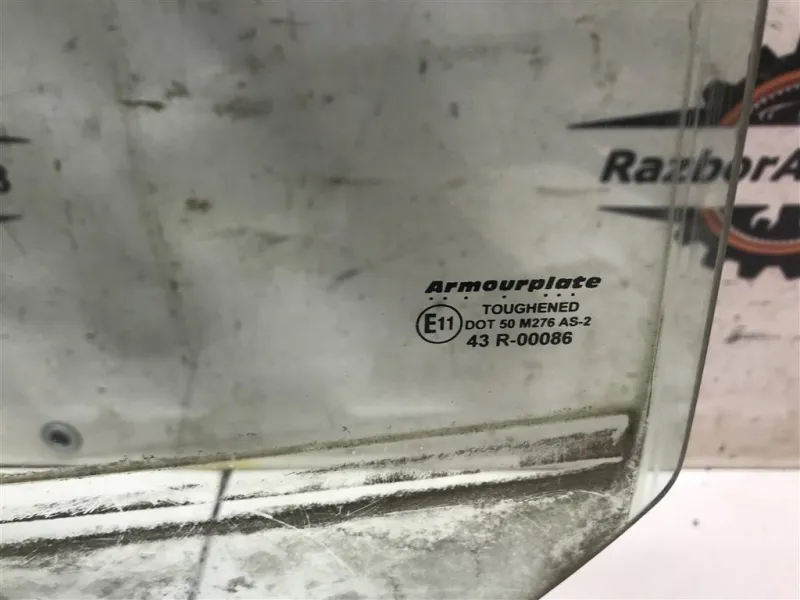 RazborA
Armourplate
TOUGHENED
E11
DOT 50 M276 AS-2
43 R-00086